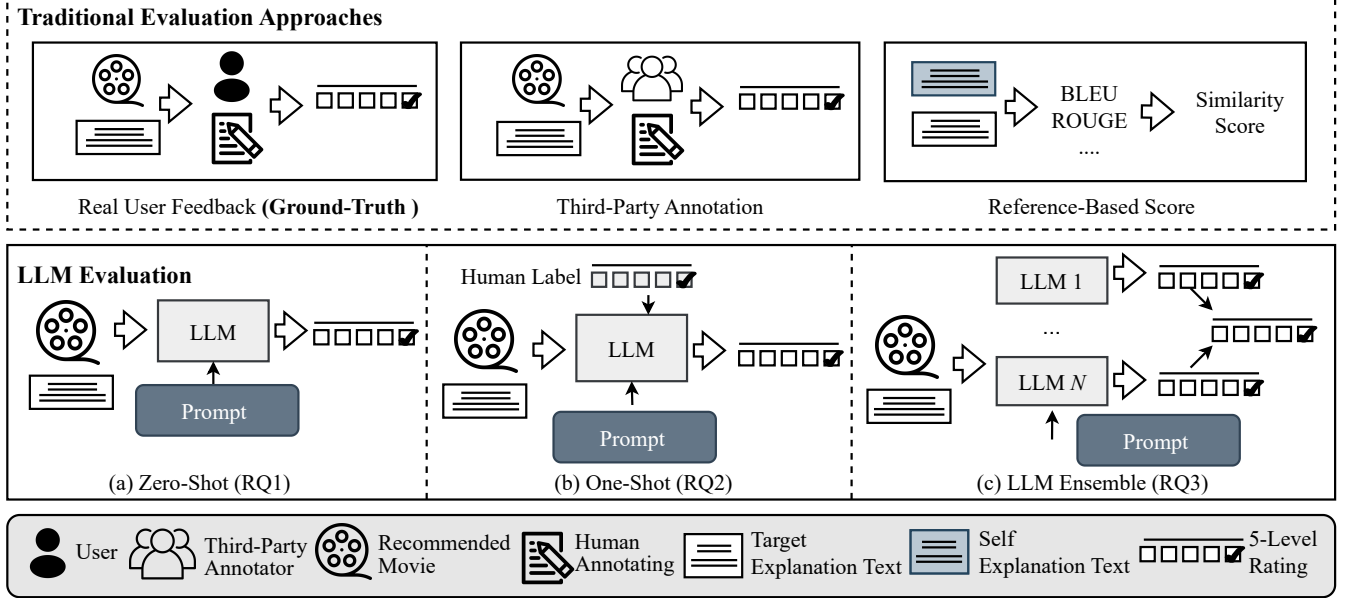 Traditional Evaluation Approaches
BLEU
ROUGE
....
Similarity
Score
Real User Feedback (Ground-Truth )
Third-Party Annotation
Reference-Based Score
LLM Evaluation
LLM
Prompt
(a) Zero-Shot (RQ1)
Human Label
LLM
Prompt
(b) One-Shot (RQ2)
LLM 1
...
LLM N
Prompt
(c) LLM Ensemble (RQ3)
User
Third-Party
Annotator
Recommended
Movie
Human
Annotating
Target
Explanation Text
Self
Explanation Text
5-Level
Rating